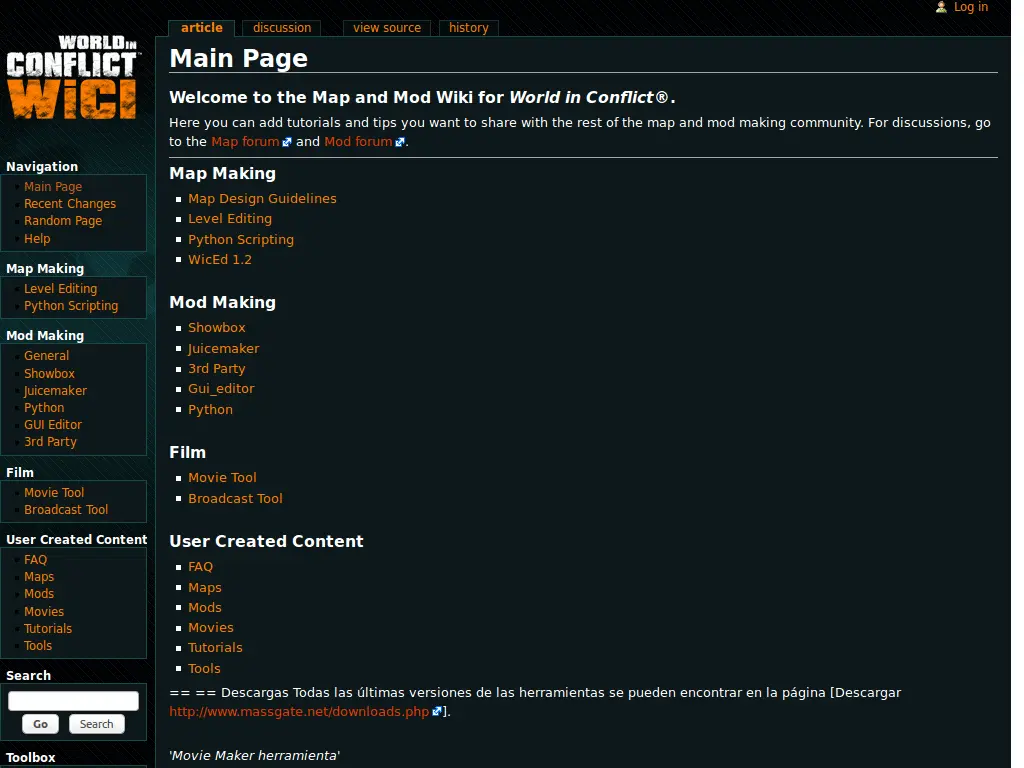 Log in
article
discussion
view source
history
WORLD IN
CONFLICT™
WiCI
Navigation
Main Page
Recent Changes
Random Page
Help
Map Making
Level Editing
Python Scripting
Mod Making
General
Showbox
Juicemaker
Python
GUI Editor
3rd Party
Film
Movie Tool
Broadcast Tool
User Created Content
FAQ
Maps
Mods
Movies
Tutorials
Tools
Search
Go
Search
Toolbox
Main Page
Welcome to the Map and Mod Wiki for World in Conflict®.
Here you can add tutorials and tips you want to share with the rest of the map and mod making community. For discussions, go
to the Map forum and Mod forum.
Map Making
Map Design Guidelines
Level Editing
Python Scripting
WicEd 1.2
Mod Making
Showbox
Juicemaker
3rd Party
Gui_editor
Python
Film
Movie Tool
Broadcast Tool
User Created Content
FAQ
Maps
Mods
Movies
Tutorials
Tools
== == Descargas Todas las últimas versiones de las herramientas se pueden encontrar en la página [Descargar
http://www.massgate.net/downloads.php].
'Movie Maker herramienta'